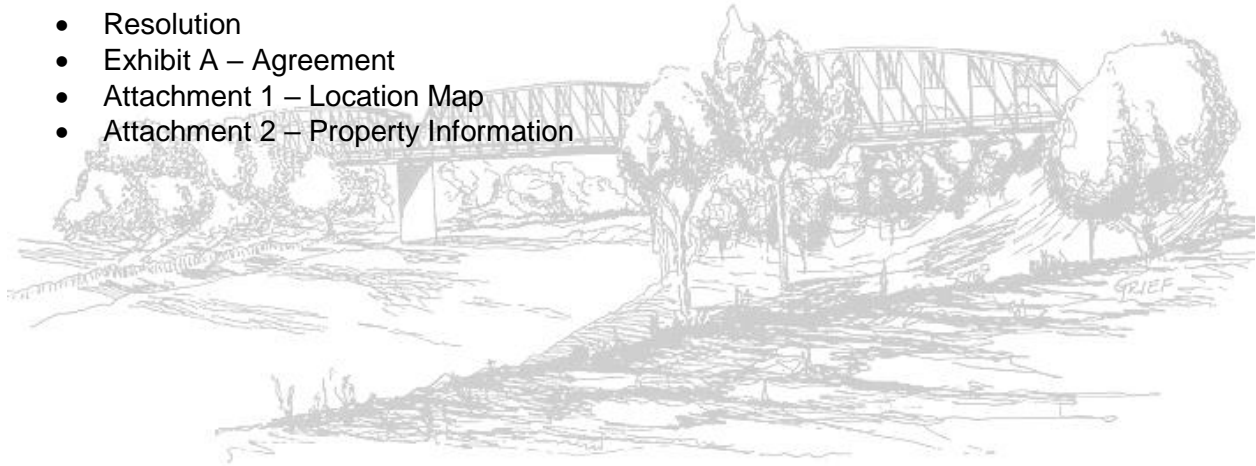 • Resolution
• Exhibit A – Agreement
• Attachment 1 – Location Map
• Attachment 2 – Property Information
GRIEF